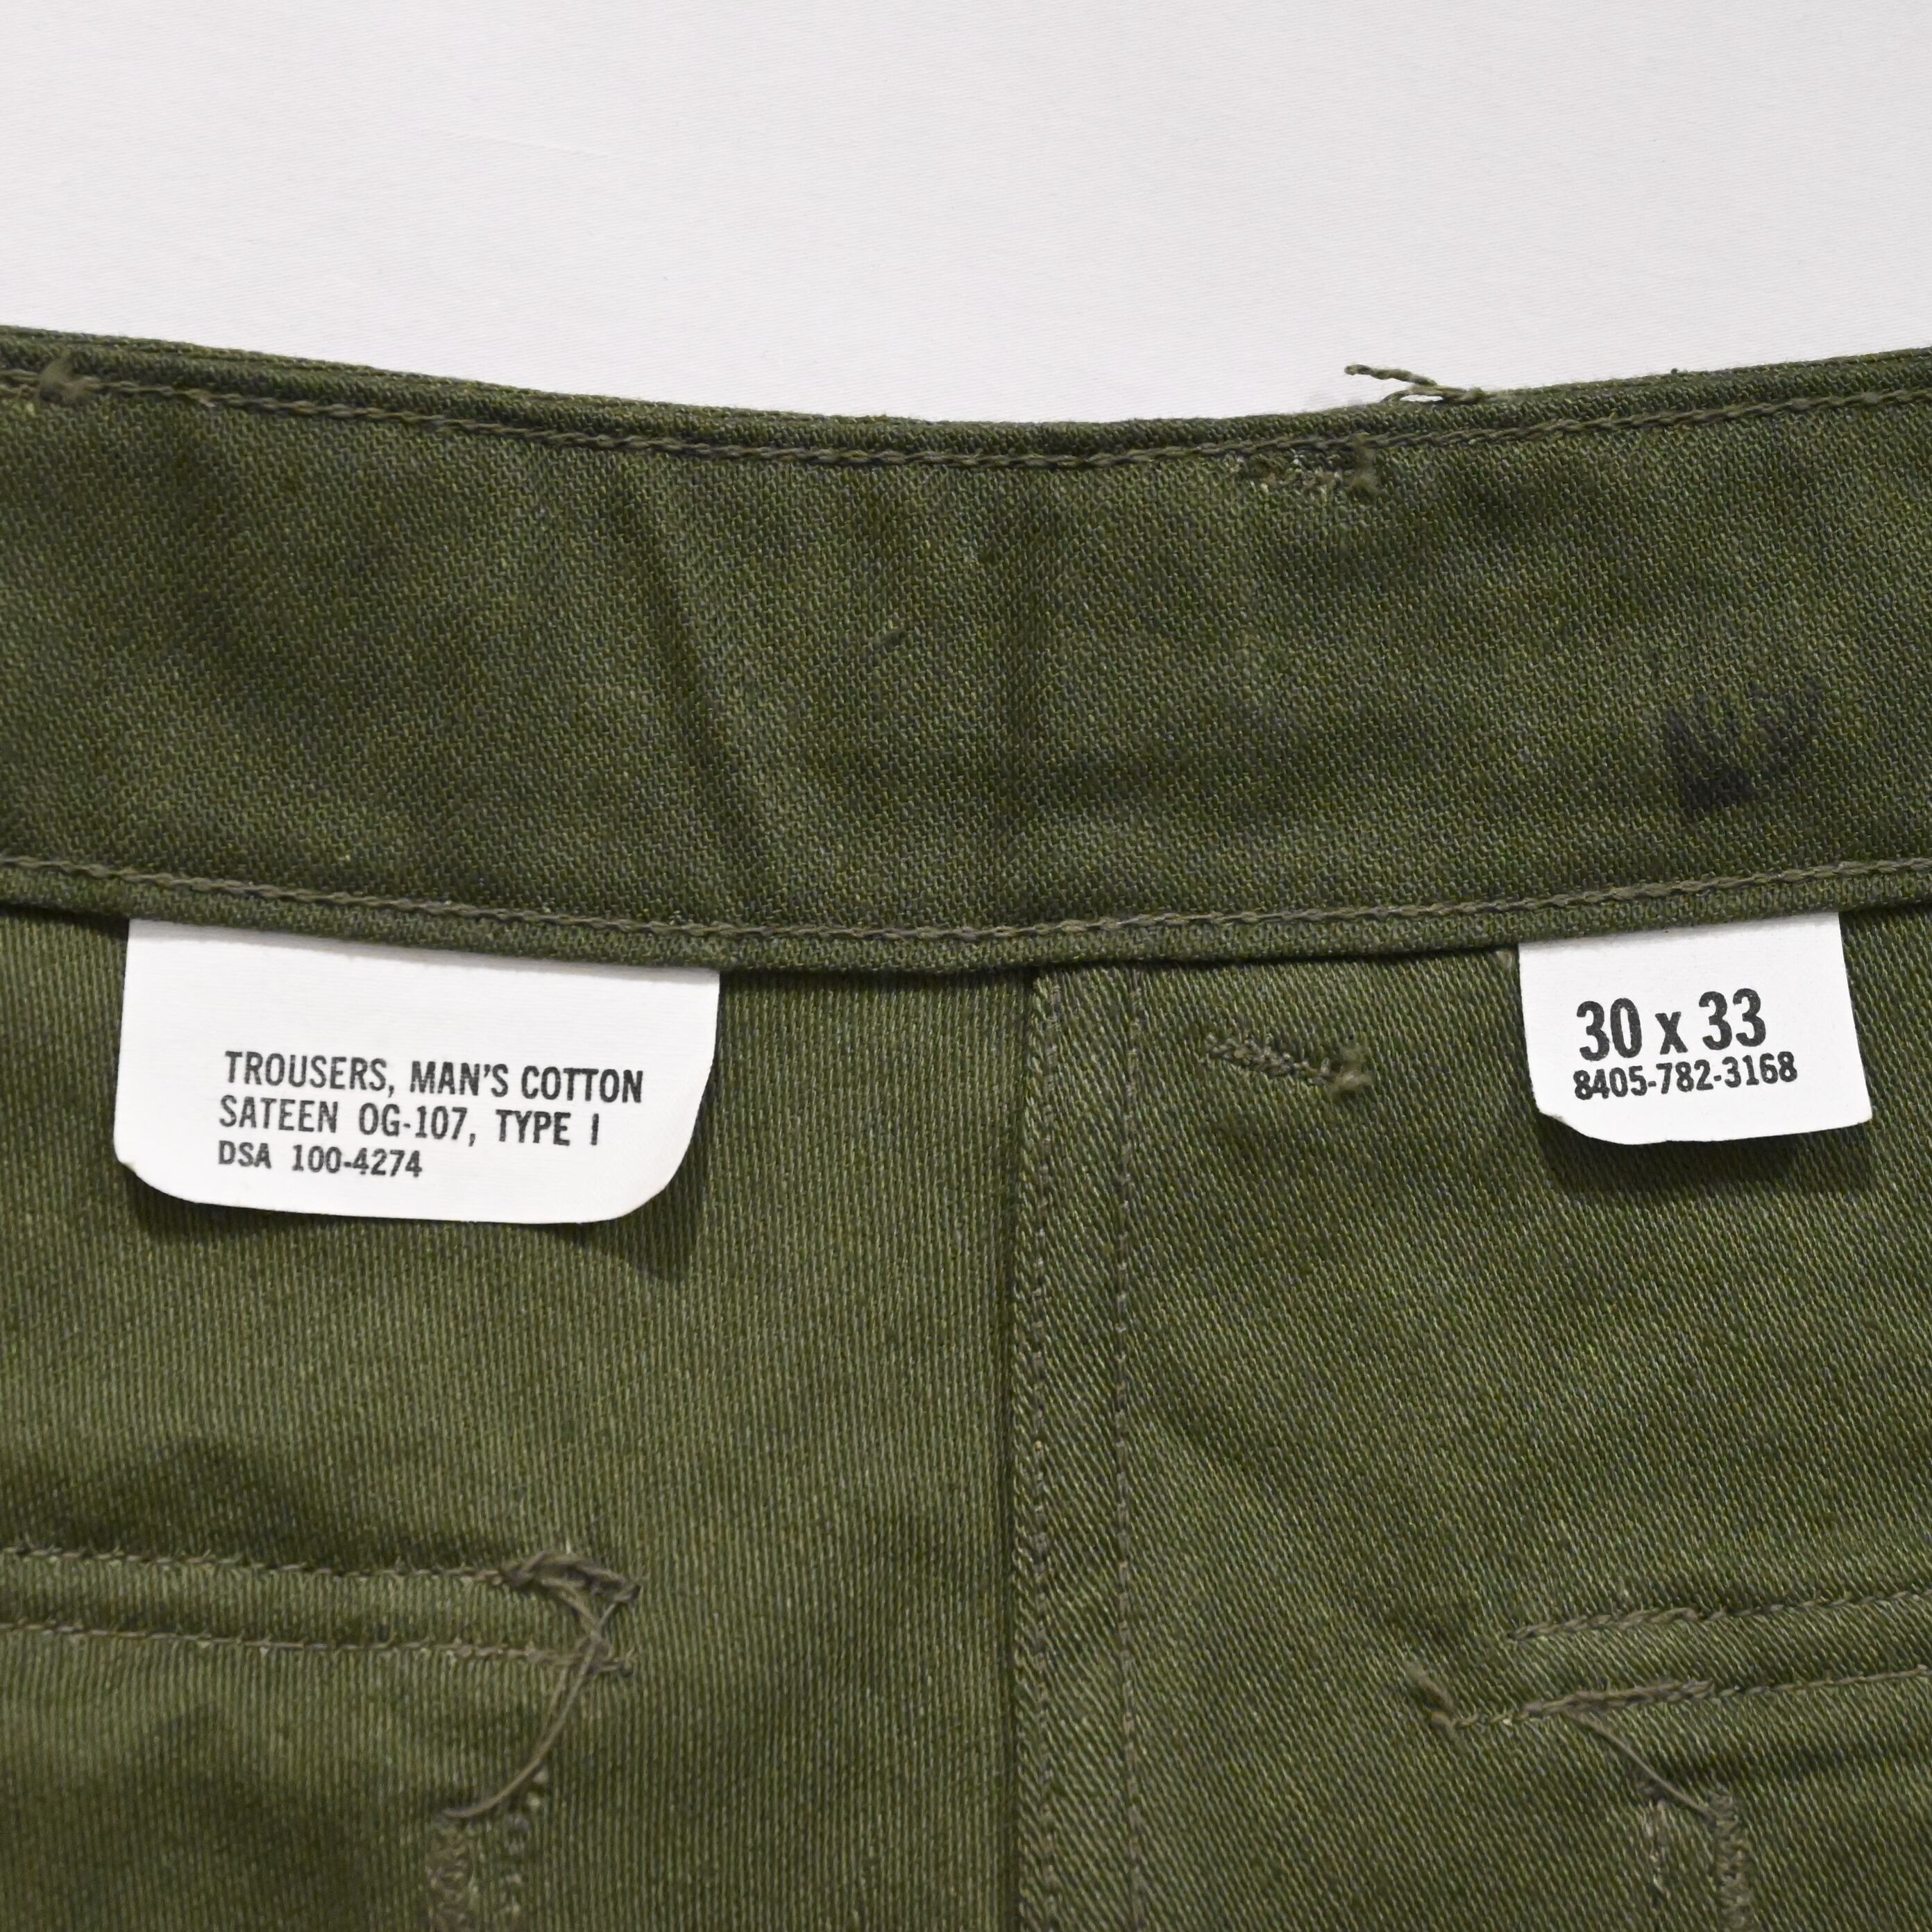 TROUSERS, MAN'S COTTON
SATEEN OG-107, TYPE I
DSA 100-4274
30 x 33
8405-782-3168